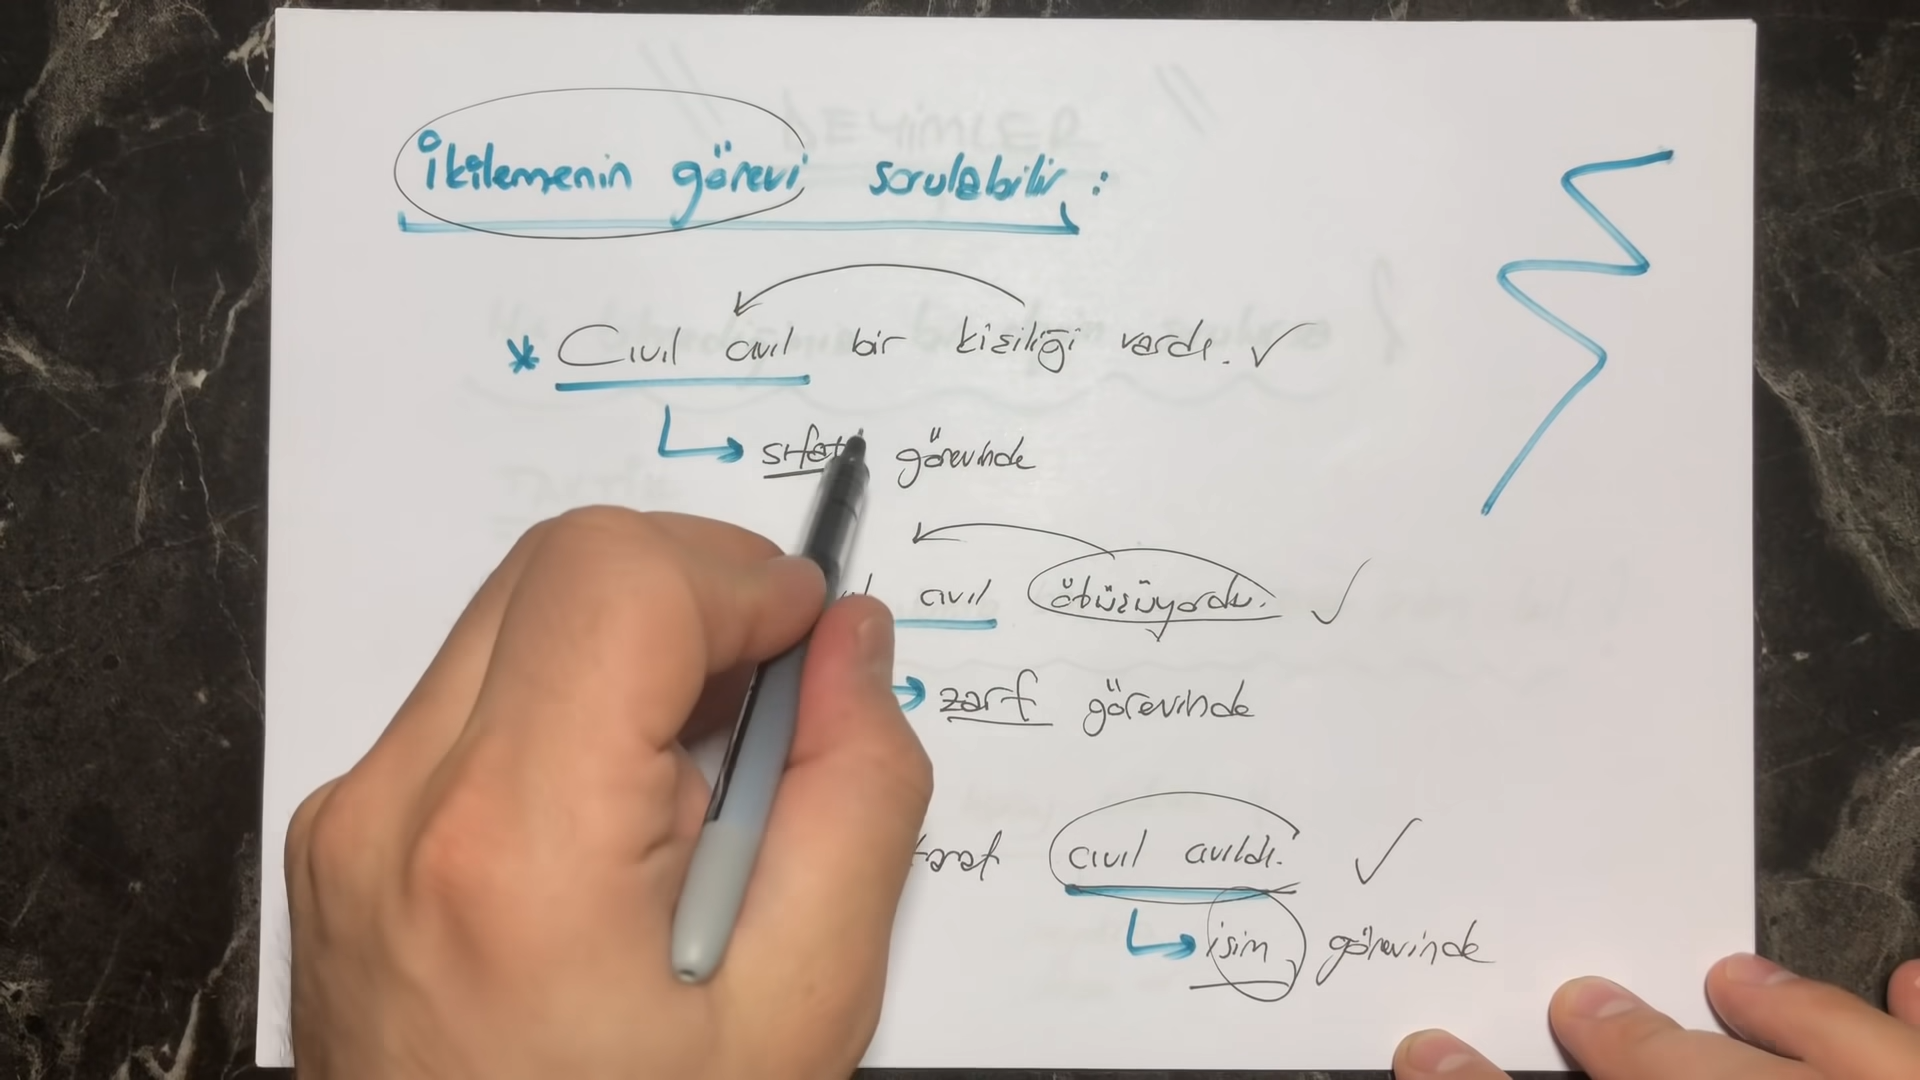 İkilemenin görevi sorulabilir :
* Cıvıl cıvıl bir kişiliği vardı. ✓
sıfat görevinde
cıvıl ötüşüyordu. ✓
zarf görevinde
taraf cıvıl cıvıldı. ✓
isim görevinde